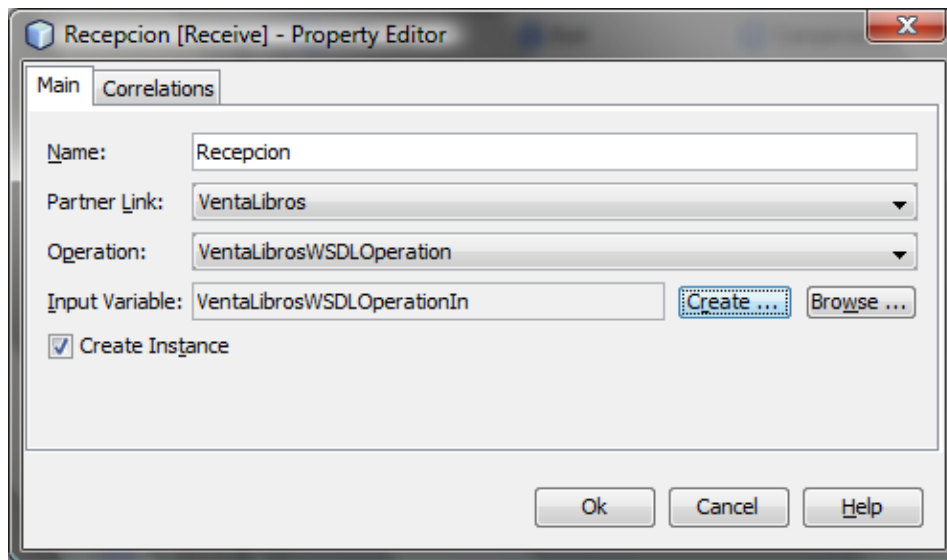 Recepcion [Receive] - Property Editor
Main Correlations
Name: Recepcion
Partner Link: VentaLibros
Operation: VentaLibrosWSDLOperation
Input Variable: VentaLibrosWSDLOperationIn Create ... Browse ...
Create Instance
Ok Cancel Help